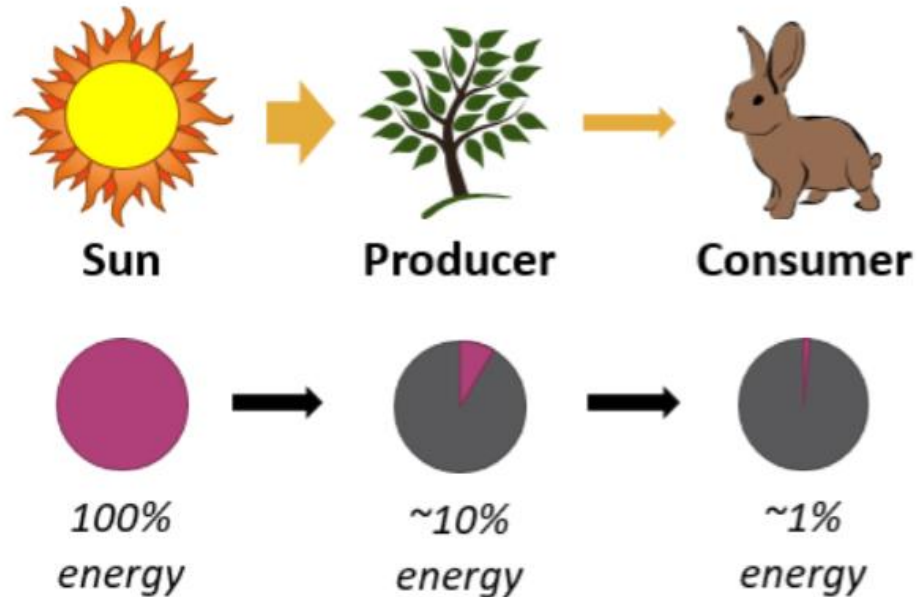 Sun
Producer
Consumer
100%
energy
~10%
energy
~1%
energy